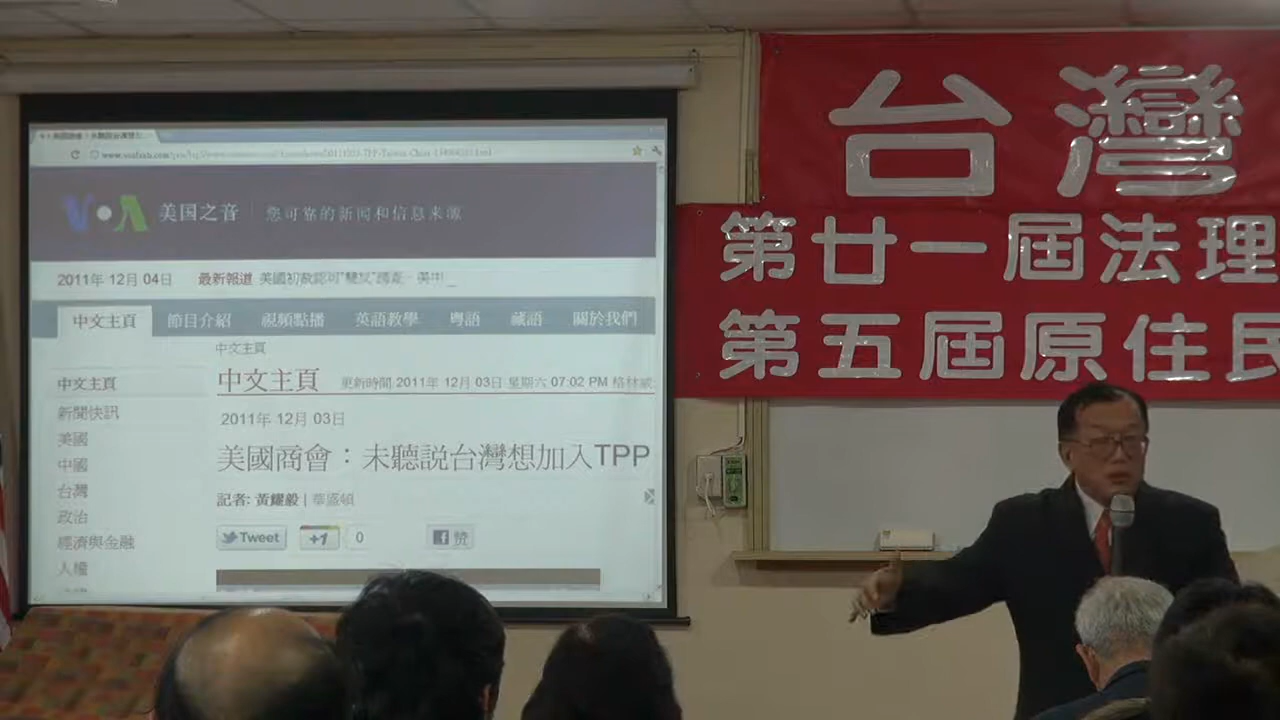 VOA 美国之音 您可靠的新闻和信息来源
2011年 12月 04日 最新報道
中文主頁 節目介紹 視頻點播 英語教學 粤語 藏語 關於我們
中文主頁
中文主頁 更新時間 2011年 12月 03日 星期六 07:02 PM 格林威
2011年 12月 03日
美國商會：未聽説台灣想加入TPP
記者: 黃耀毅 | 華盛頓
Tweet +1 0 赞
中文主頁
新聞快訊
美國
中國
台灣
政治
經濟與金融
人權
台灣
第廿一屆法理
第五屆原住民